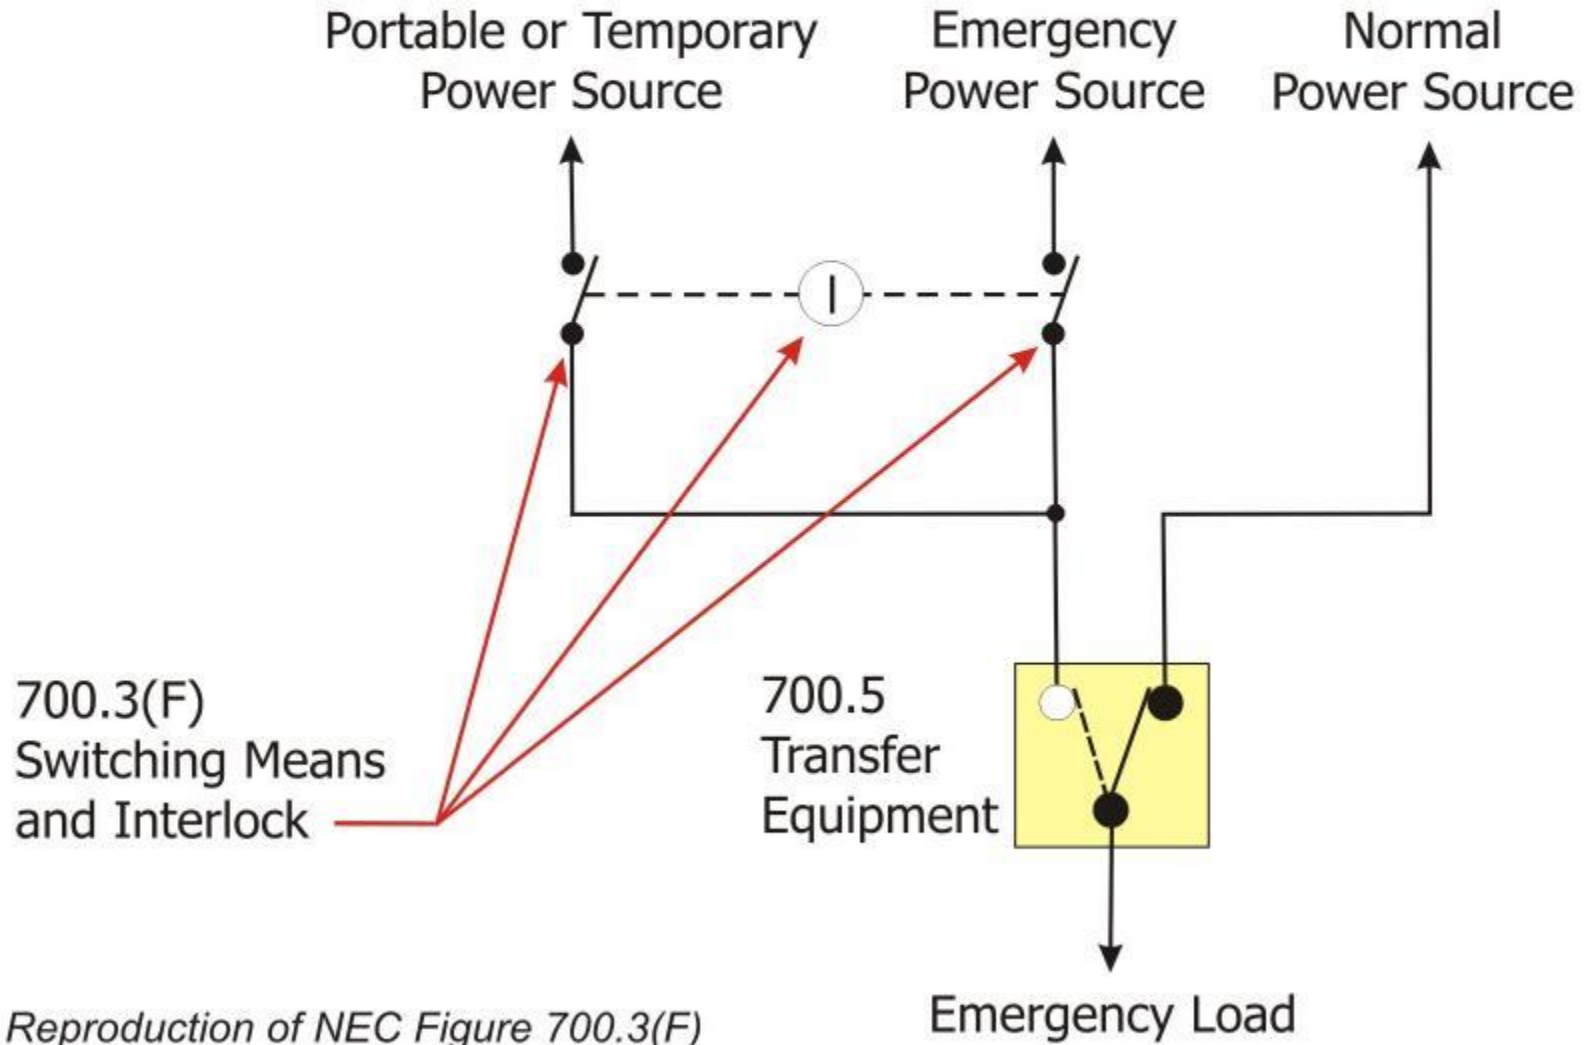 Portable or Temporary
Power Source
Emergency
Power Source
Normal
Power Source
I
700.3(F)
Switching Means
and Interlock
700.5
Transfer
Equipment
Emergency Load
Reproduction of NEC Figure 700.3(F)